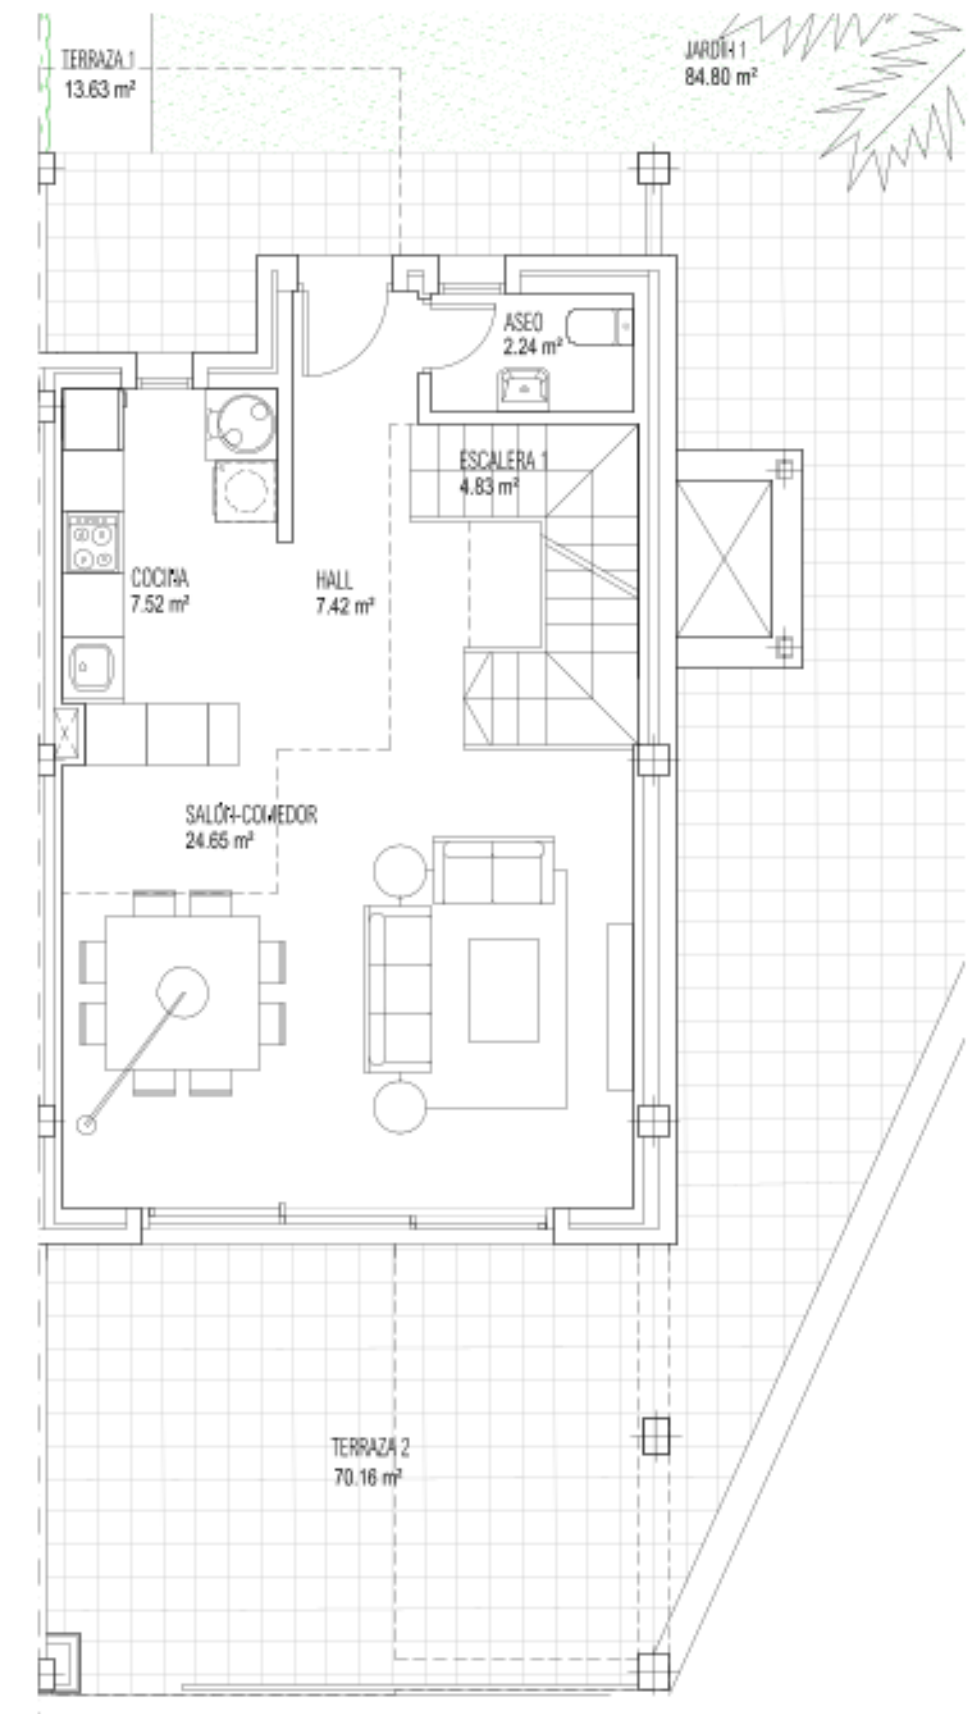 TERRAZA 1
13.63 m²
JARDÍN 1
84.80 m²
ASEO
2.24 m²
ESCALERA 1
4.83 m²
COCINA
7.52 m²
HALL
7.42 m²
SALÓN-COMEDOR
24.65 m²
TERRAZA 2
70.16 m²